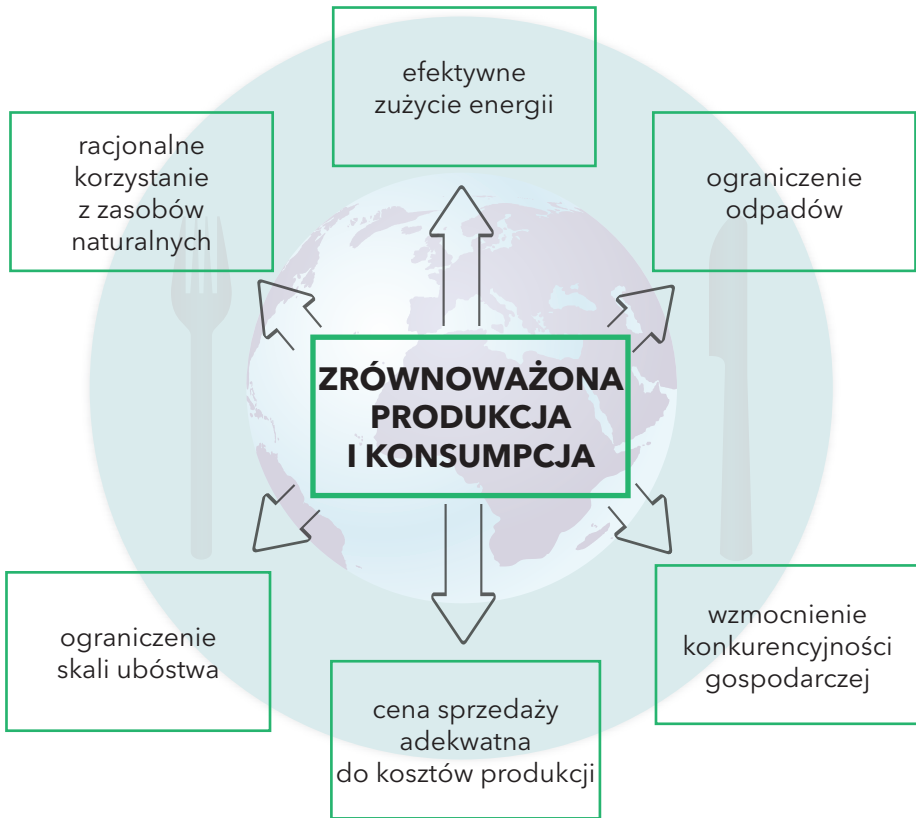 efektywne
zużycie energii
racjonalne
korzystanie
z zasobów
naturalnych
ograniczenie
odpadów
ZRÓWNOWAŻONA
PRODUKCJA
I KONSUMPCJA
ograniczenie
skali ubóstwa
cena sprzedaży
adekwatna
do kosztów produkcji
wzmocnienie
konkurencyjności
gospodarczej